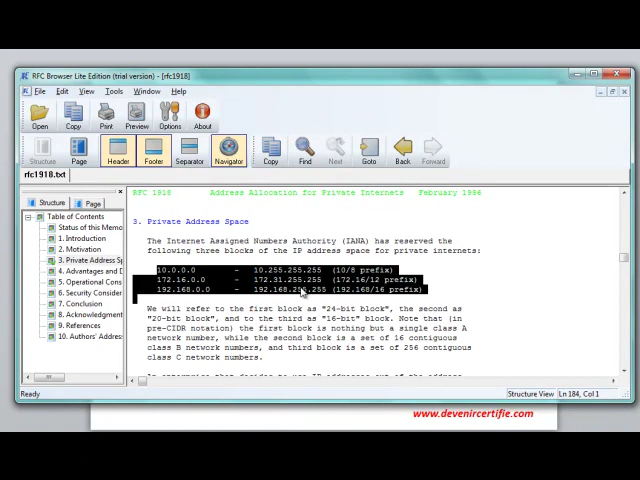 RFC Browser Lite Edition (trial version) - [rfc1918]
File Edit View Tools Window Help
Open Copy Print Preview Options About
Structure Page Header Footer Separator Navigator Copy Find Next Goto Back Forward
rfc1918.txt
Structure Page
Table of Contents
Status of this Memo
1. Introduction
2. Motivation
3. Private Address Sp
4. Advantages and D
5. Operational Cons
6. Security Conside
7. Conclusion
8. Acknowledgment
9. References
10. Authors' Address
RFC 1918 Address Allocation for Private Internets February 1996
3. Private Address Space
The Internet Assigned Numbers Authority (IANA) has reserved the
following three blocks of the IP address space for private internets:
10.0.0.0 - 10.255.255.255 (10/8 prefix)
172.16.0.0 - 172.31.255.255 (172.16/12 prefix)
192.168.0.0 - 192.168.255.255 (192.168/16 prefix)
We will refer to the first block as "24-bit block", the second as
"20-bit block", and to the third as "16-bit" block. Note that (in
pre-CIDR notation) the first block is nothing but a single class A
network number, while the second block is a set of 16 contiguous
class B network numbers, and third block is a set of 256 contiguous
class C network numbers.
Ready Structure View Ln 184, Col 1
www.devenircertifie.com